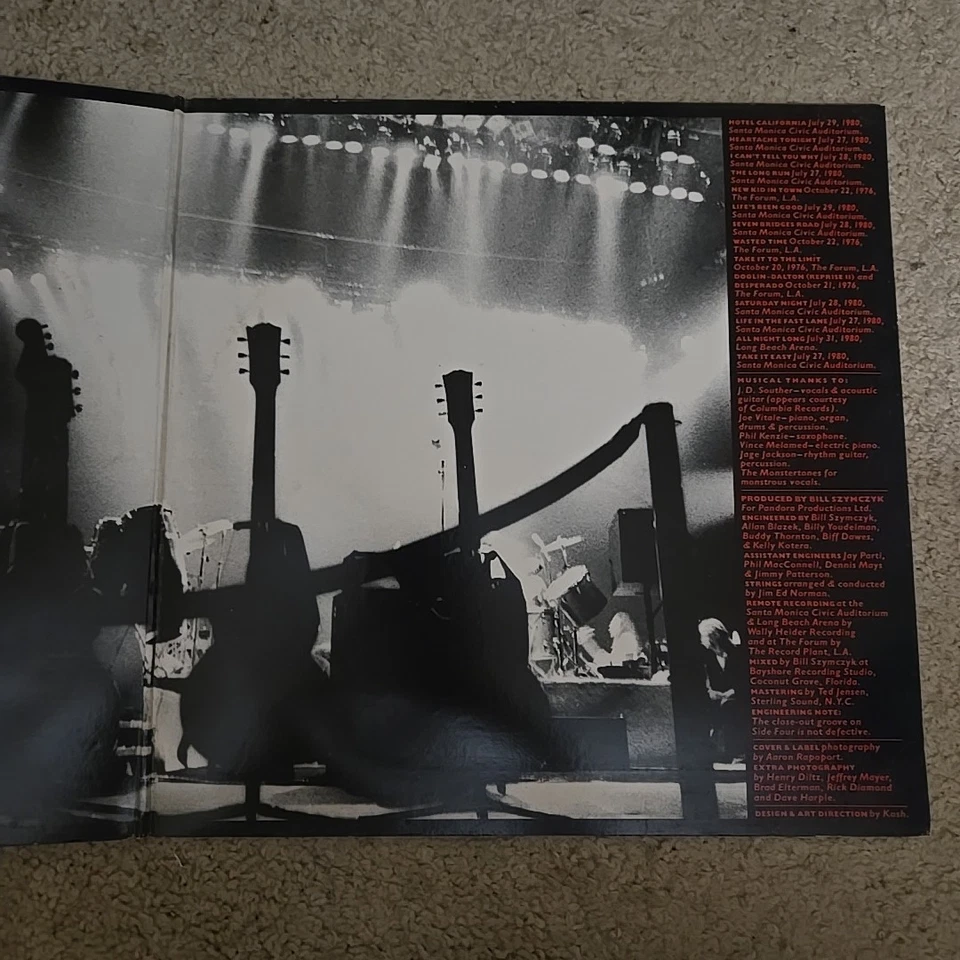 HOTEL CALIFORNIA July 29, 1980,
Santa Monica Civic Auditorium.
HEARTACHE TONIGHT July 27, 1980,
Santa Monica Civic Auditorium.
I CAN'T TELL YOU WHY July 28, 1980,
Santa Monica Civic Auditorium.
THE LONG RUN July 27, 1980,
Santa Monica Civic Auditorium.
NEW KID IN TOWN October 22, 1976,
The Forum, L.A.
LIFE'S BEEN GOOD July 29, 1980,
Santa Monica Civic Auditorium.
SEVEN BRIDGES ROAD July 28, 1980,
Santa Monica Civic Auditorium.
WASTED TIME October 22, 1976,
The Forum, L.A.
TAKE IT TO THE LIMIT
October 20, 1976, The Forum, L.A.
DOOLIN-DALTON (REPRISE II) and
DESPERADO October 21, 1976,
The Forum, L.A.
SATURDAY NIGHT July 28, 1980,
Santa Monica Civic Auditorium.
LIFE IN THE FAST LANE July 27, 1980,
Santa Monica Civic Auditorium.
ALL NIGHT LONG July 31, 1980,
Long Beach Arena.
TAKE IT EASY July 27, 1980,
Santa Monica Civic Auditorium.
MUSICAL THANKS TO:
J.D. Souther—vocals & acoustic
guitar (appears courtesy
of Columbia Records).
Joe Vitale—piano, organ,
drums & percussion.
Phil Kenzie—saxophone.
Vince Melamed—electric piano.
Jage Jackson—rhythm guitar,
percussion.
The Monstertones for
monstrous vocals.
PRODUCED BY BILL SZYMCZYK
For Pandora Productions Ltd.
ENGINEERED BY Bill Szymczyk,
Allan Blazek, Billy Youdelman,
Buddy Thornton, Biff Dawes,
& Kelly Kotera.
ASSISTANT ENGINEERS Jay Parti,
Phil MacConnell, Dennis Mays
& Jimmy Patterson.
STRINGS arranged & conducted
by Jim Ed Norman.
REMOTE RECORDING at the
Santa Monica Civic Auditorium
& Long Beach Arena by
Wally Heider Recording
and at The Forum by
The Record Plant, L.A.
MIXED by Bill Szymczyk at
Bayshore Recording Studio,
Coconut Grove, Florida.
MASTERING by Ted Jensen,
Sterling Sound, N.Y.C.
ENGINEERING NOTE:
The close-out groove on
Side Four is not defective.
COVER & LABEL photography
by Aaron Rapoport.
EXTRA PHOTOGRAPHY
by Henry Diltz, Jeffrey Mayer,
Brad Elterman, Rick Diamond
and Dave Harple.
DESIGN & ART DIRECTION by Kosh.